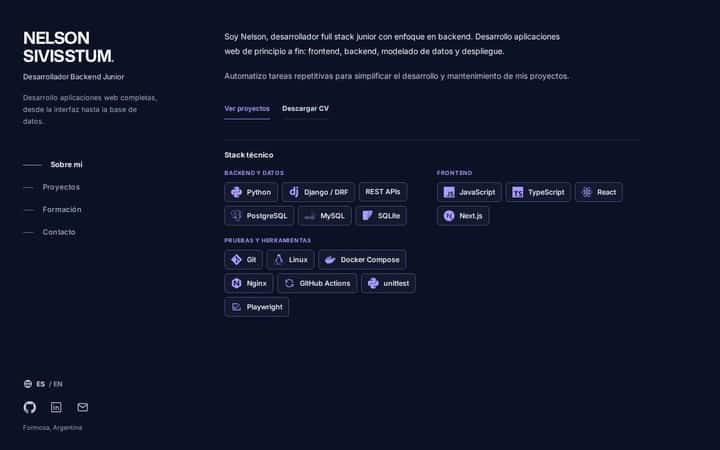 NELSON
SIVISSTUM.
Desarrollador Backend Junior
Desarrollo aplicaciones web completas,
desde la interfaz hasta la base de
datos.
Sobre mí
Proyectos
Formación
Contacto
ES / EN
Formosa, Argentina
Soy Nelson, desarrollador full stack junior con enfoque en backend. Desarrollo aplicaciones
web de principio a fin: frontend, backend, modelado de datos y despliegue.
Automatizo tareas repetitivas para simplificar el desarrollo y mantenimiento de mis proyectos.
Ver proyectos
Descargar CV
Stack técnico
BACKEND Y DATOS
Python
Django / DRF
REST APIs
PostgreSQL
MySQL
SQLite
FRONTEND
JavaScript
TypeScript
React
Next.js
PRUEBAS Y HERRAMIENTAS
Git
Linux
Docker Compose
Nginx
GitHub Actions
unittest
Playwright